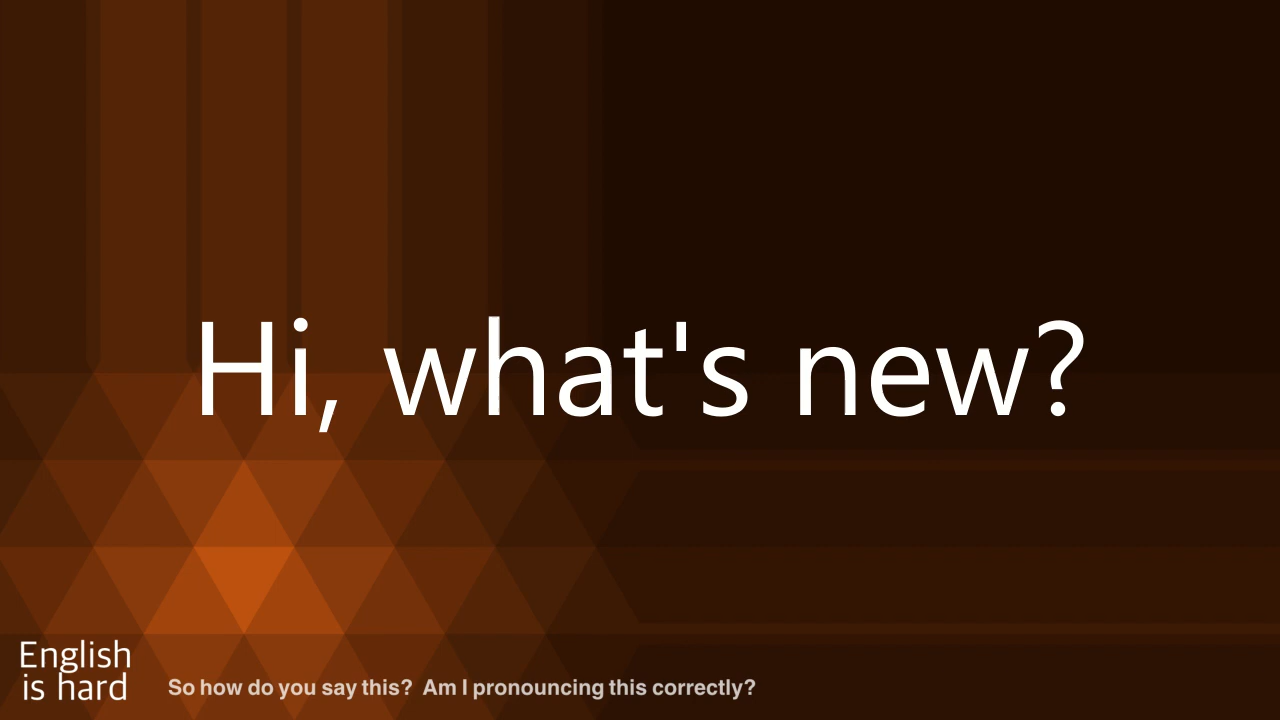 Hi, what's new?
English
is hard
So how do you say this?  Am I pronouncing this correctly?